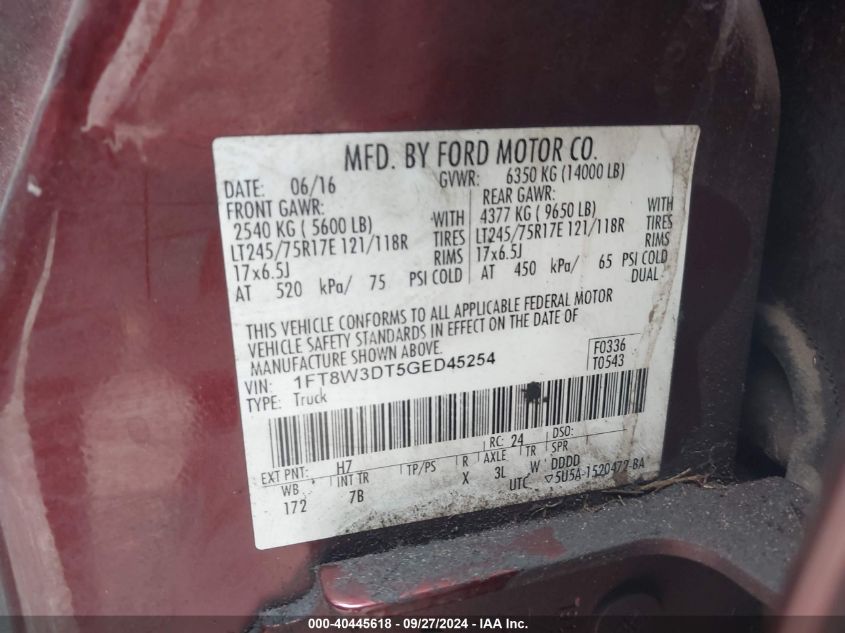 MFD. BY FORD MOTOR CO.
DATE: 06/16 GVWR: 6350 KG (14000 LB)
FRONT GAWR: REAR GAWR:
2540 KG ( 5600 LB) WITH 4377 KG ( 9650 LB) WITH
LT245/75R17E 121/118R TIRES LT245/75R17E 121/118R TIRES
17x6.5J RIMS 17x6.5J RIMS
AT 520 kPa/ 75 PSI COLD AT 450 kPa/ 65 PSI COLD
DUAL
THIS VEHICLE CONFORMS TO ALL APPLICABLE FEDERAL MOTOR
VEHICLE SAFETY STANDARDS IN EFFECT ON THE DATE OF
MANUFACTURE SHOWN ABOVE.
VIN: 1FT8W3DT5GED45254 F0336
TYPE: Truck T0543
EXT PNT: H7 RC: 24 DSO:
WB INT TR TP/PS R AXLE TR SPR
172 7B X 3L W DDDD
UTC ▽5U5A-1520472-BA
000-40445618 - 09/27/2024 - IAA Inc.